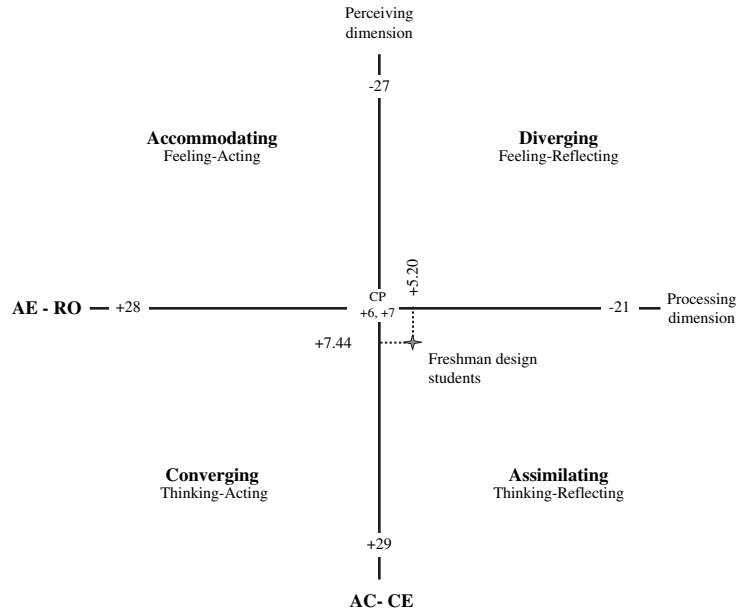 Perceiving
dimension
-27
Accommodating
Feeling-Acting
Diverging
Feeling-Reflecting
+5.20
CP
+6, +7
AE - RO
+28
-21
Processing
dimension
+7.44
Freshman design
students
Converging
Thinking-Acting
Assimilating
Thinking-Reflecting
+29
AC- CE